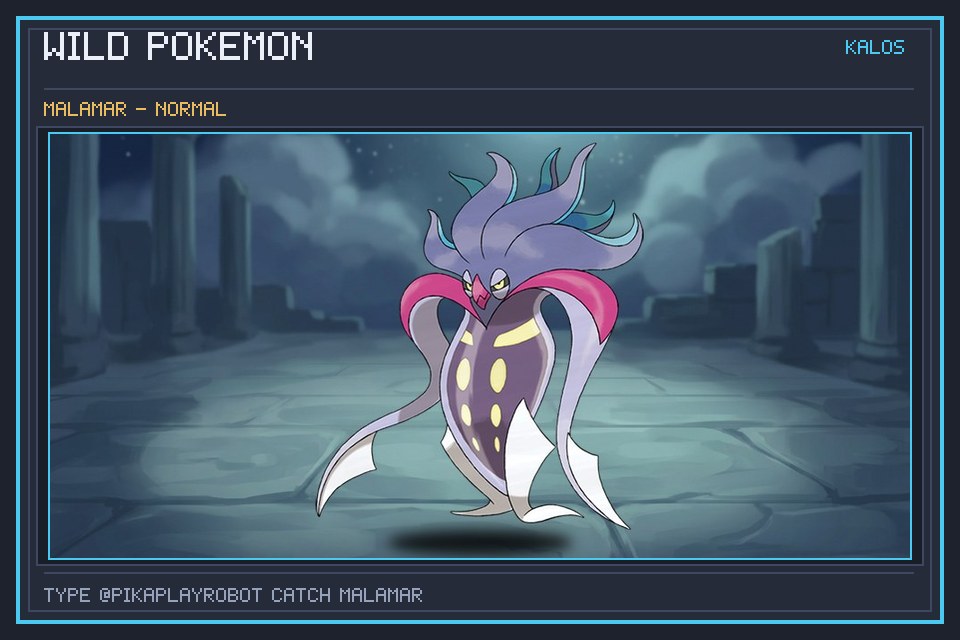 WILD POKEMON
KALOS
MALAMAR - NORMAL
TYPE @PIKAPLAYROBOT CATCH MALAMAR